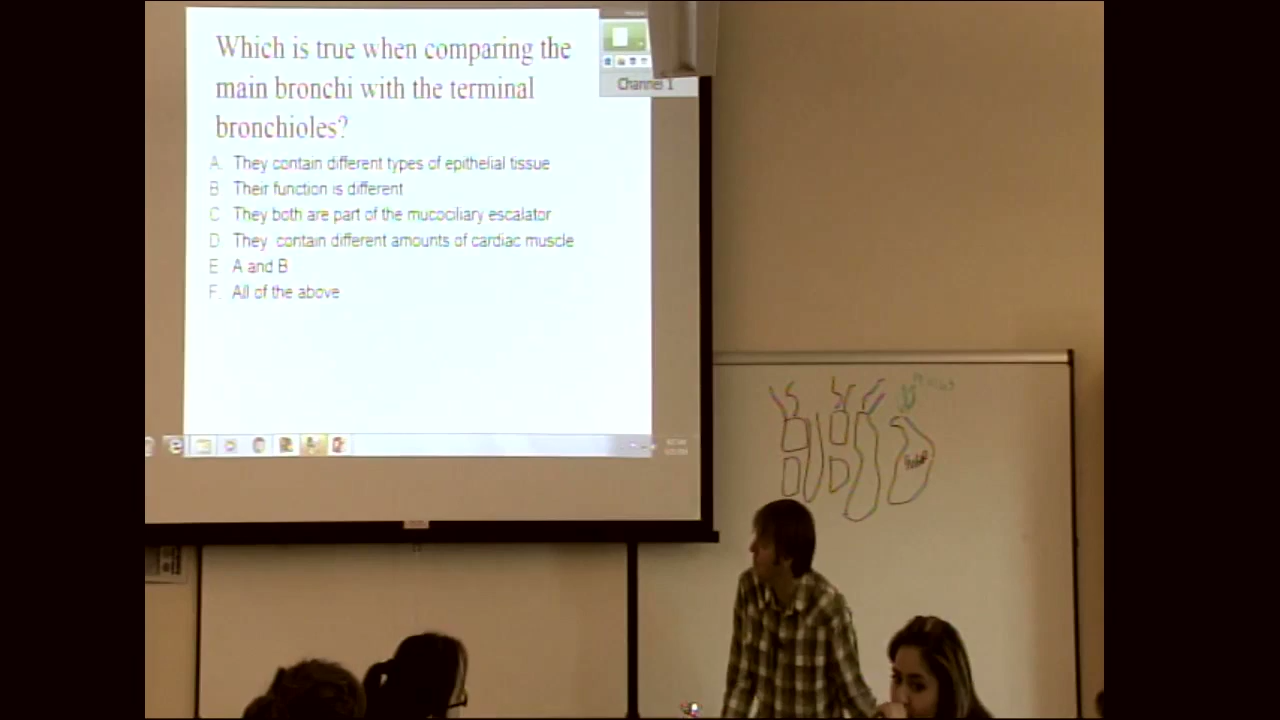 Which is true when comparing the
main bronchi with the terminal
bronchioles?
A. They contain different types of epithelial tissue
B. Their function is different
C. They both are part of the mucociliary escalator
D. They contain different amounts of cardiac muscle
E. A and B
F. All of the above
Channel 1